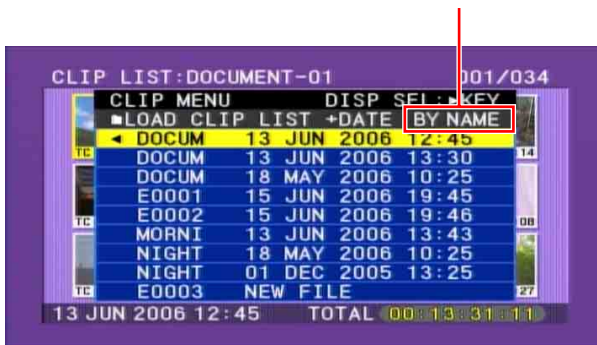 CLIP LIST:DOCUMENT-01 001/034
CLIP MENU DISP SEL:►KEY
LOAD CLIP LIST +DATE BY NAME
◄ DOCUM 13 JUN 2006 12:45
DOCUM 13 JUN 2006 13:30
DOCUM 18 MAY 2006 10:25
E0001 15 JUN 2006 19:45
E0002 15 JUN 2006 19:46
MORNI 13 JUN 2006 13:43
NIGHT 18 MAY 2006 10:25
NIGHT 01 DEC 2005 13:25
E0003 NEW FILE
TC 14
TC 08
TC 27
13 JUN 2006 12:45 TOTAL 00:13:31:11